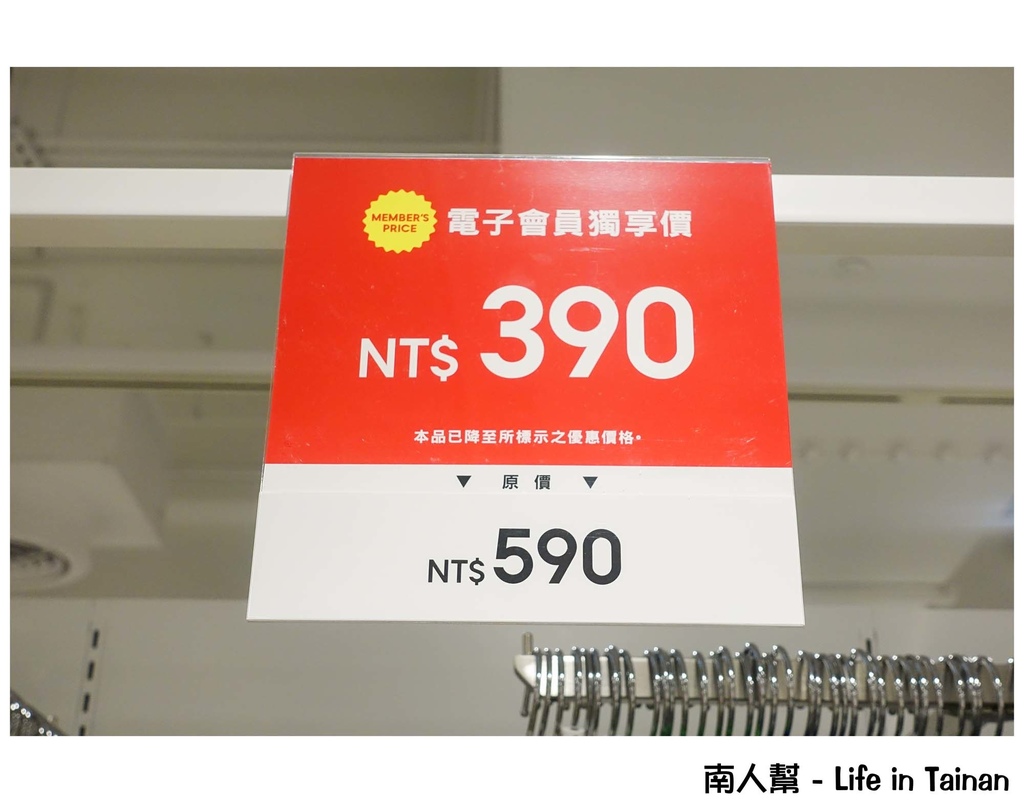 MEMBER'S
PRICE
電子會員獨享價
NT$ 390
本品已降至所標示之優惠價格。
▼ 原價 ▼
NT$ 590
南人幫 - Life in Tainan